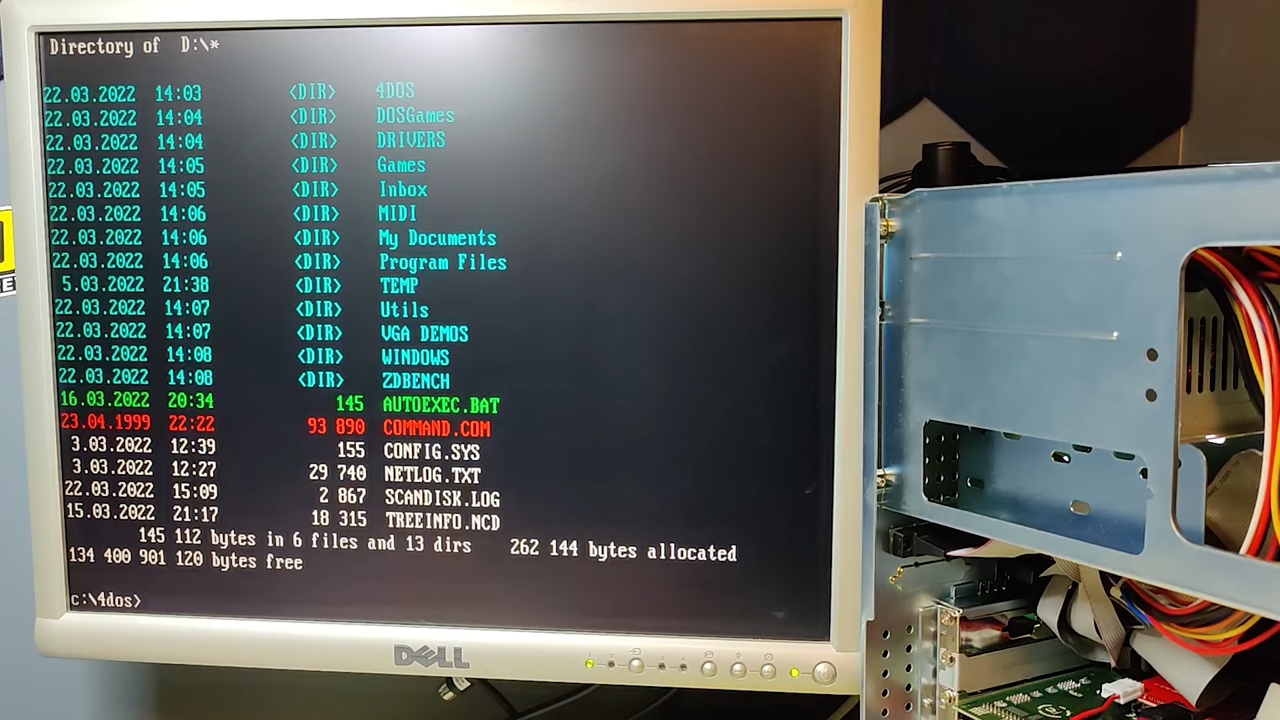 Directory of  D:\*
22.03.2022  14:03  <DIR>  4DOS
22.03.2022  14:04  <DIR>  DOSGames
22.03.2022  14:04  <DIR>  DRIVERS
22.03.2022  14:05  <DIR>  Games
22.03.2022  14:05  <DIR>  Inbox
22.03.2022  14:06  <DIR>  MIDI
22.03.2022  14:06  <DIR>  My Documents
22.03.2022  14:06  <DIR>  Program Files
5.03.2022  21:38  <DIR>  TEMP
22.03.2022  14:07  <DIR>  Utils
22.03.2022  14:07  <DIR>  VGA DEMOS
22.03.2022  14:08  <DIR>  WINDOWS
22.03.2022  14:08  <DIR>  ZDBENCH
16.03.2022  20:34  145  AUTOEXEC.BAT
23.04.1999  22:22  93 890  COMMAND.COM
3.03.2022  12:39  155  CONFIG.SYS
3.03.2022  12:27  29 740  NETLOG.TXT
22.03.2022  15:09  2 867  SCANDISK.LOG
15.03.2022  21:17  18 315  TREEINFO.NCD
145 112 bytes in 6 files and 13 dirs    262 144 bytes allocated
134 400 901 120 bytes free
c:\4dos>
DELL